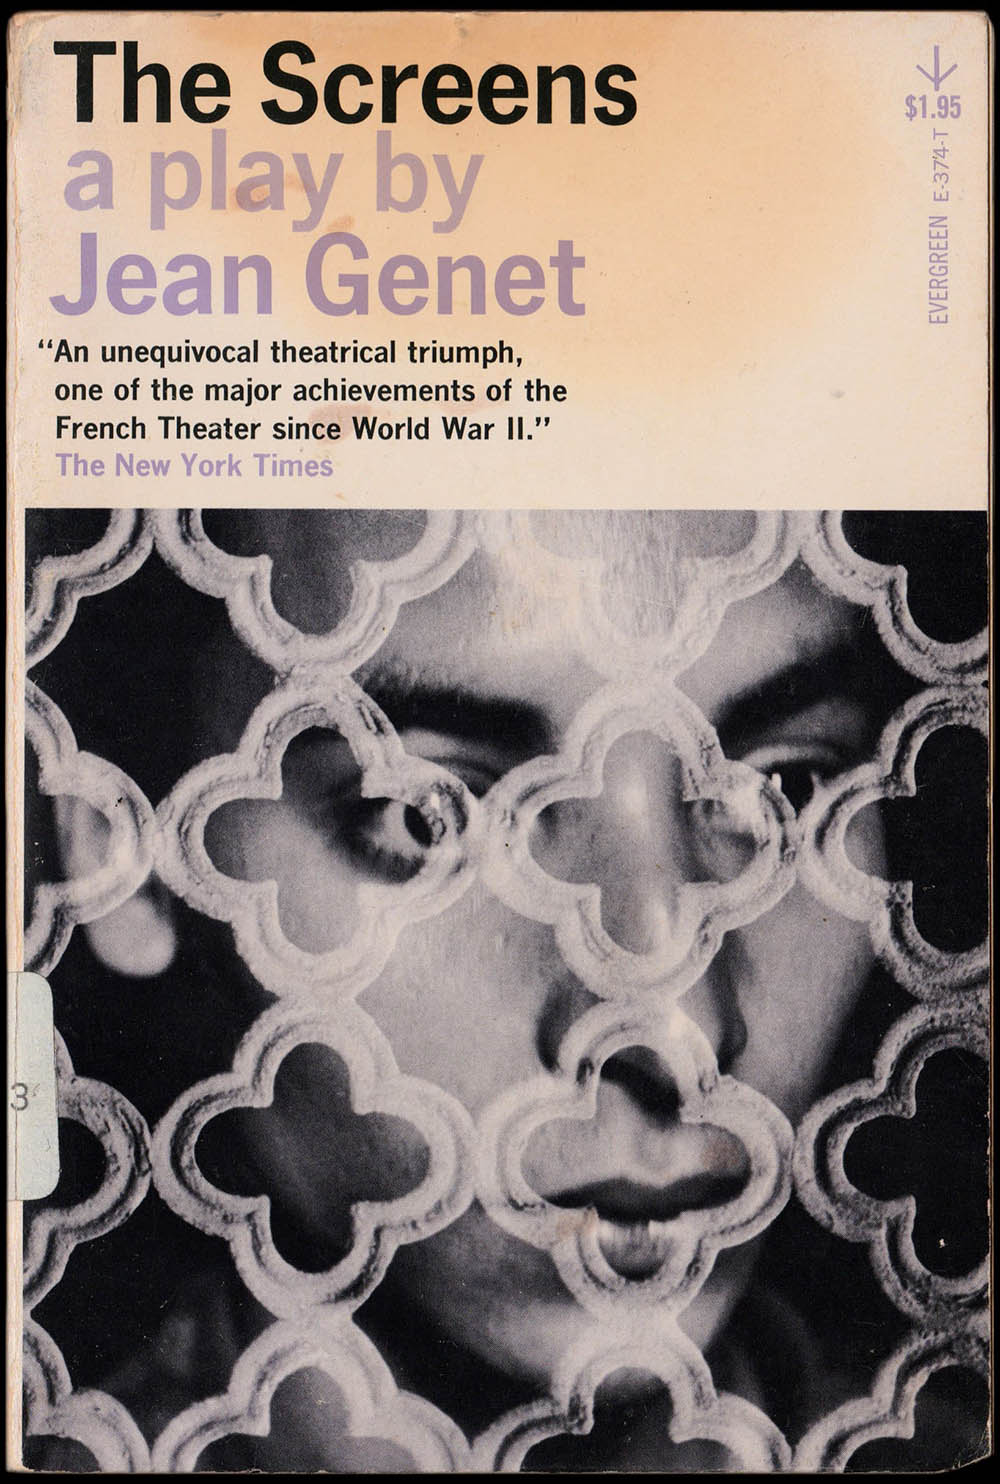 The Screens
a play by
Jean Genet
“An unequivocal theatrical triumph,
one of the major achievements of the
French Theater since World War II.”
The New York Times
$1.95
EVERGREEN E-374-T
3